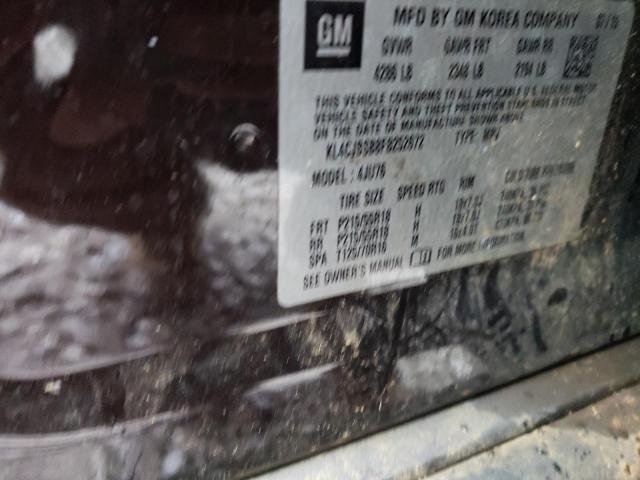 GM
MFD BY GM KOREA COMPANY
GVWR GAWR FRT GAWR RR
4286 LB 2348 LB 2194 LB
THIS VEHICLE CONFORMS TO ALL APPLICABLE U.S. FEDERAL MOTOR
VEHICLE SAFETY AND THEFT PREVENTION STANDARDS IN EFFECT
ON THE DATE OF MANUFACTURE SHOWN ABOVE.
TYPE: MPV
MODEL: 4JU76
TIRE SIZE SPEED RTG RIM
FRT P215/55R18 H
RR P215/55R18 H
SPA T125/70R16 M
SEE OWNER'S MANUAL FOR MORE INFORMATION.